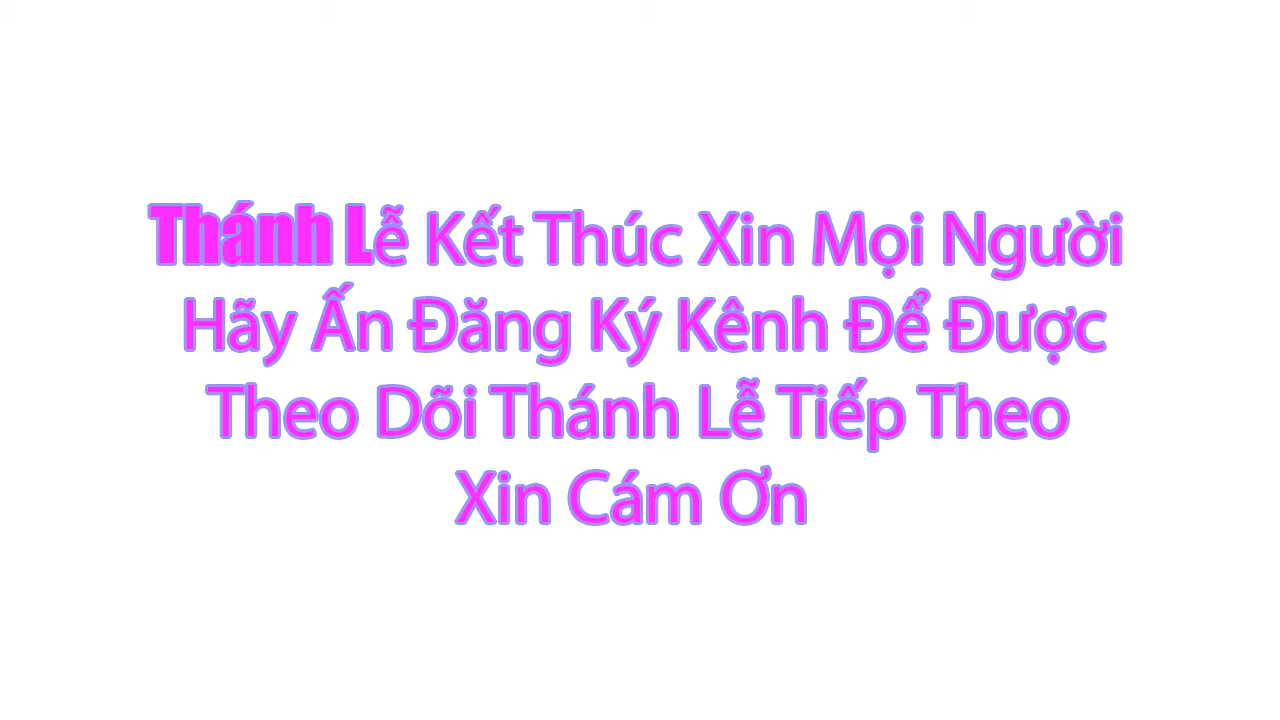 Thánh Lễ Kết Thúc Xin Mọi Người
Hãy Ấn Đăng Ký Kênh Để Được
Theo Dõi Thánh Lễ Tiếp Theo
Xin Cám Ơn